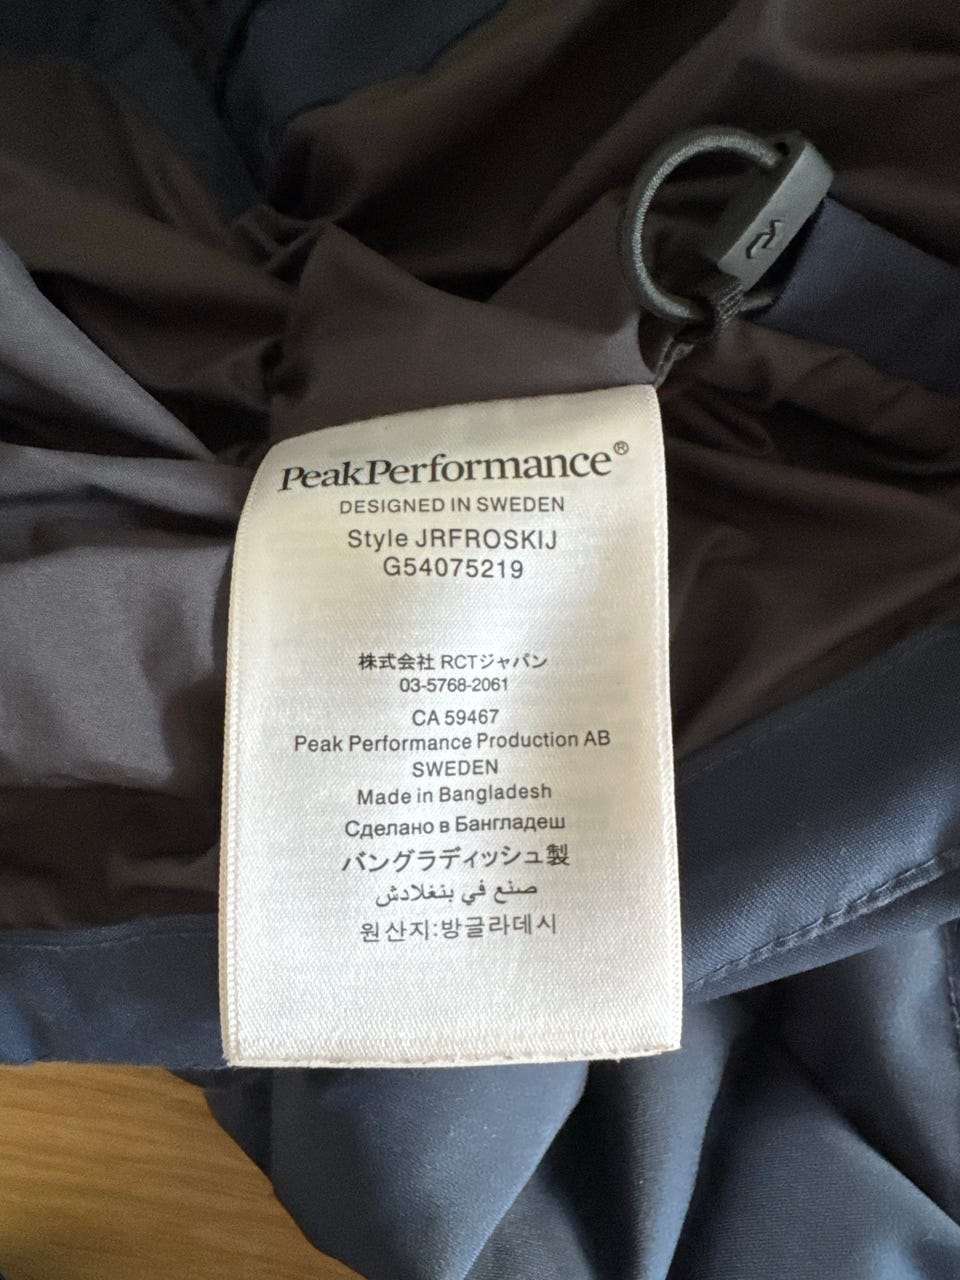 PeakPerformance®
DESIGNED IN SWEDEN
Style JRFROSKIJ
G54075219
株式会社 RCTジャパン
03-5768-2061
CA 59467
Peak Performance Production AB
SWEDEN
Made in Bangladesh
Сделано в Бангладеш
バングラディッシュ製
صنع في بنغلادش
원산지:방글라데시